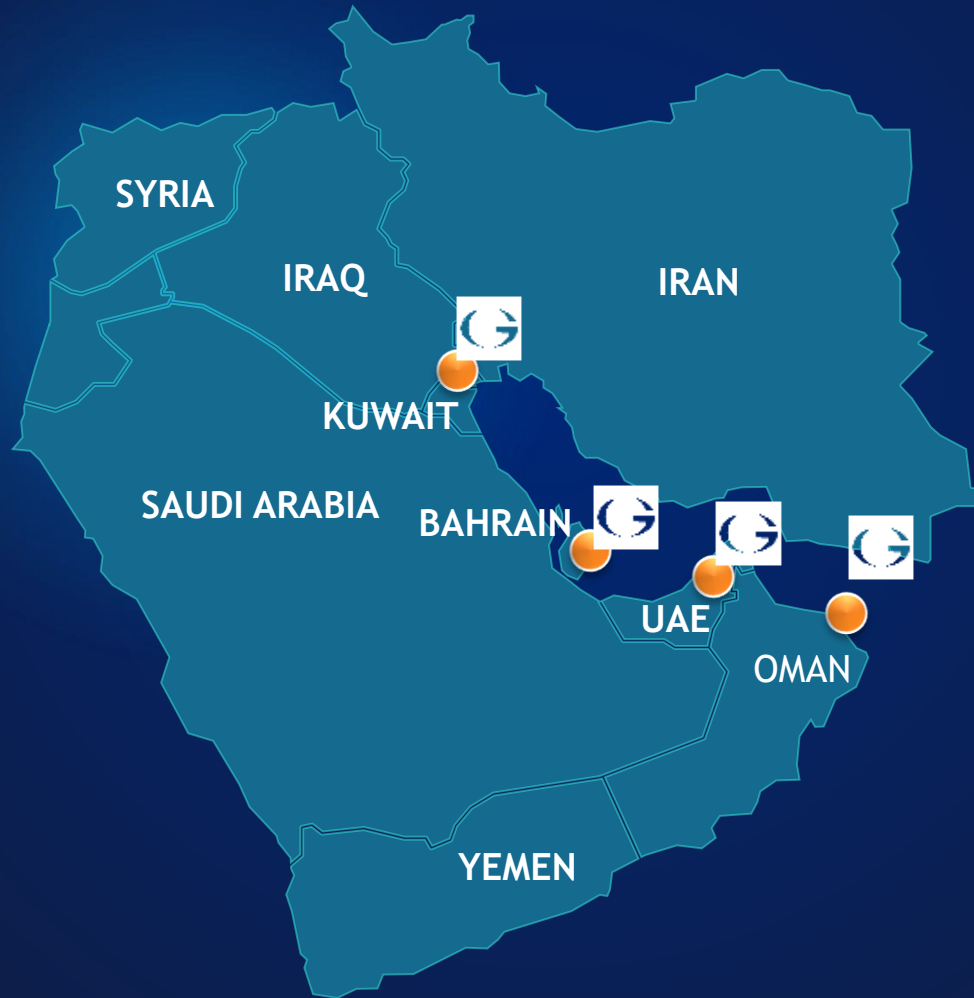 SYRIA
IRAQ
IRAN
KUWAIT
SAUDI ARABIA
BAHRAIN
UAE
OMAN
YEMEN
G
G
G
G